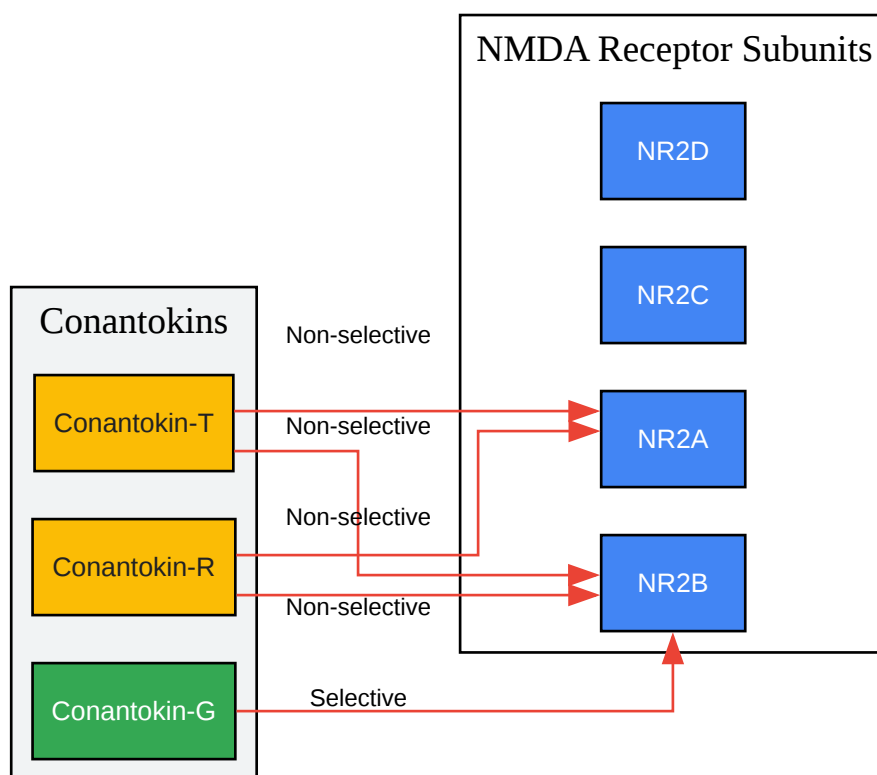 NMDA Receptor Subunits
NR2D
NR2C
Conantokins
Non-selective
Conantokin-T
Non-selective
NR2A
Non-selective
Conantokin-R
NR2B
Non-selective
Conantokin-G
Selective